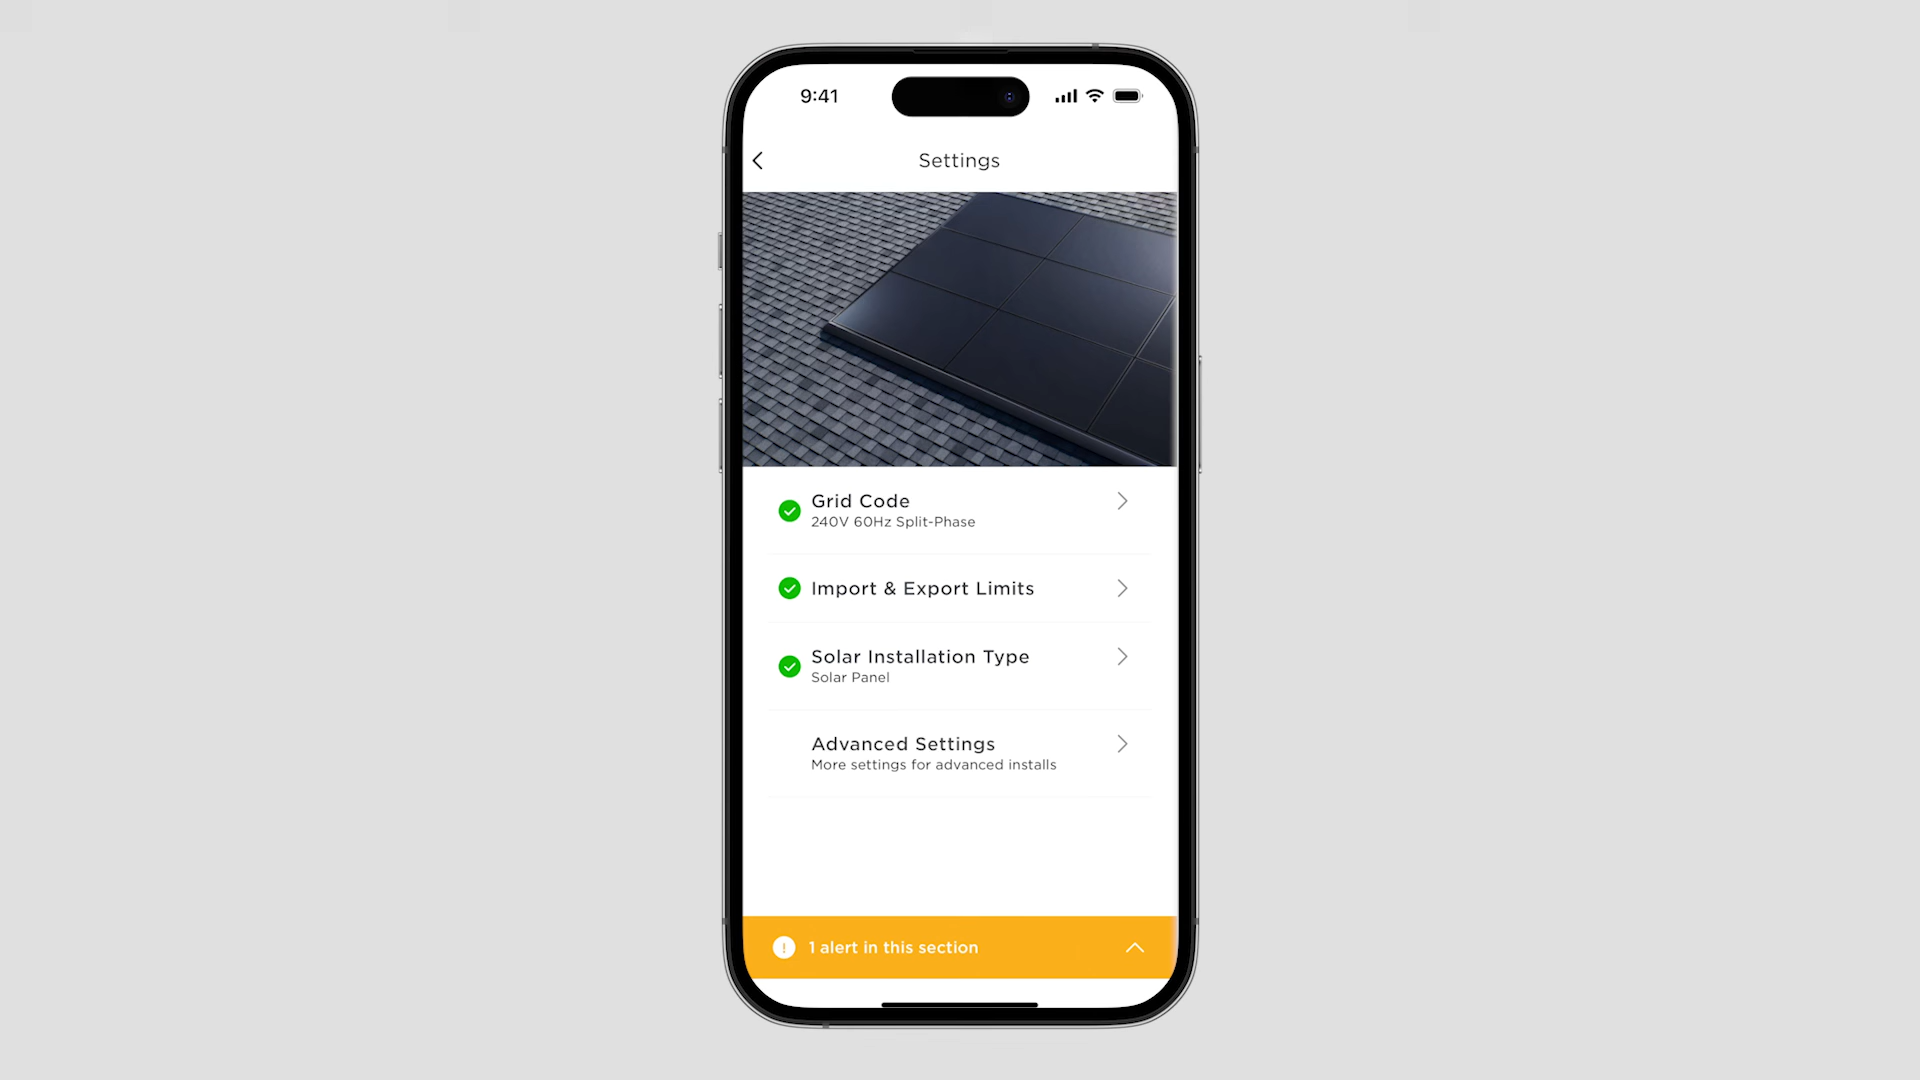 9:41
Settings
Grid Code
240V 60Hz Split-Phase
Import & Export Limits
Solar Installation Type
Solar Panel
Advanced Settings
More settings for advanced installs
1 alert in this section